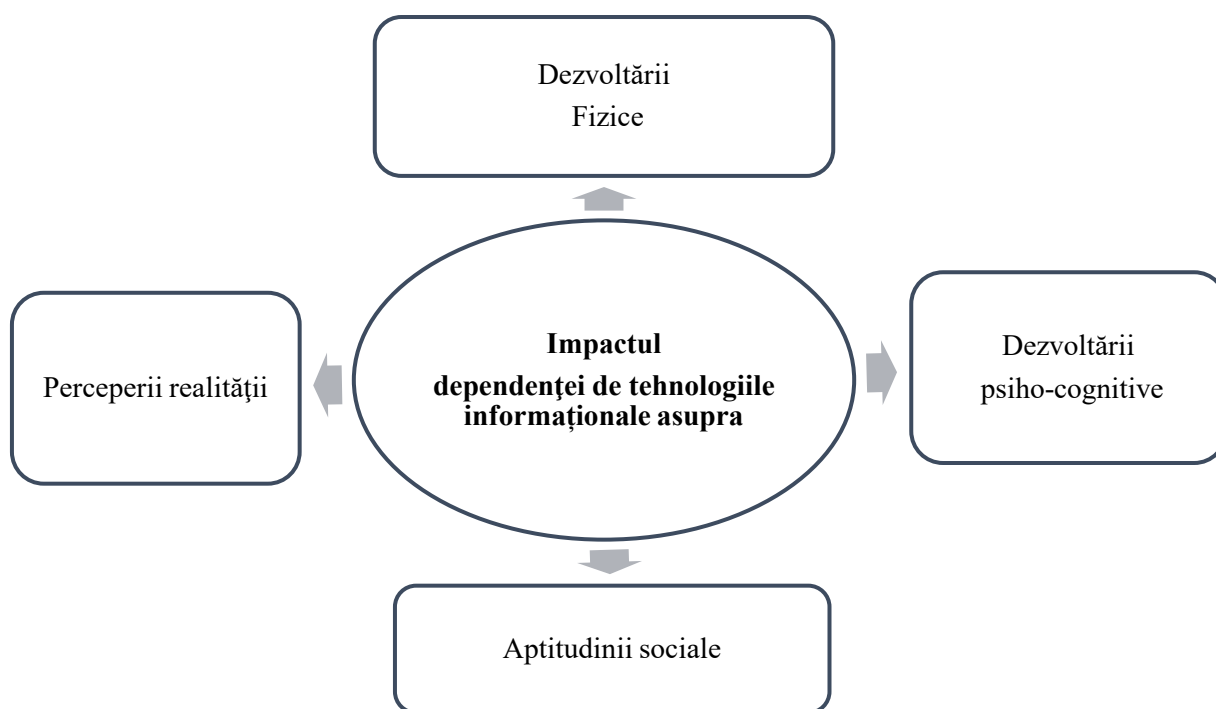 Dezvoltării
Fizice
Perceperii realităţii
Impactul
dependenţei de tehnologiile
informaționale asupra
Dezvoltării
psiho-cognitive
Aptitudinii sociale